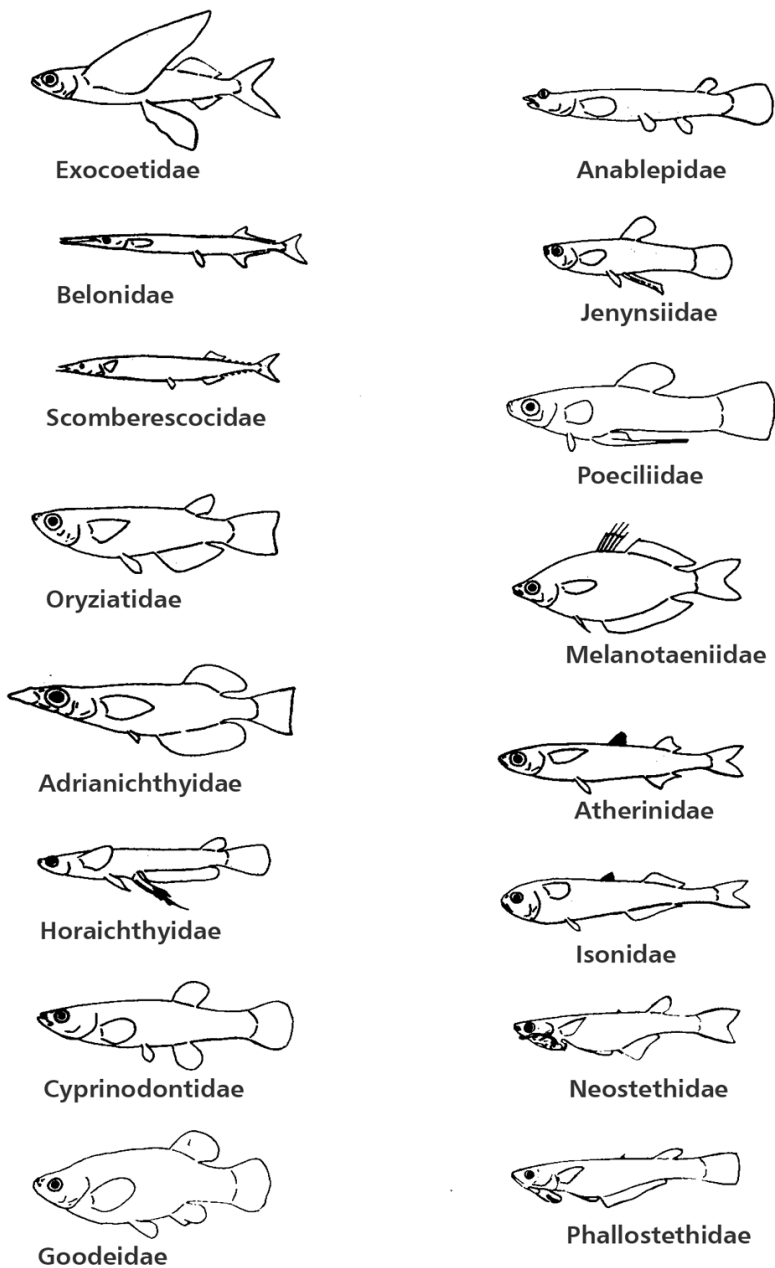 Exocoetidae
Belonidae
Scomberescocidae
Oryziatidae
Adrianichthyidae
Horaichthyidae
Cyprinodontidae
Goodeidae
Anablepidae
Jenynsiidae
Poeciliidae
Melanotaeniidae
Atherinidae
Isonidae
Neostethidae
Phallostethidae